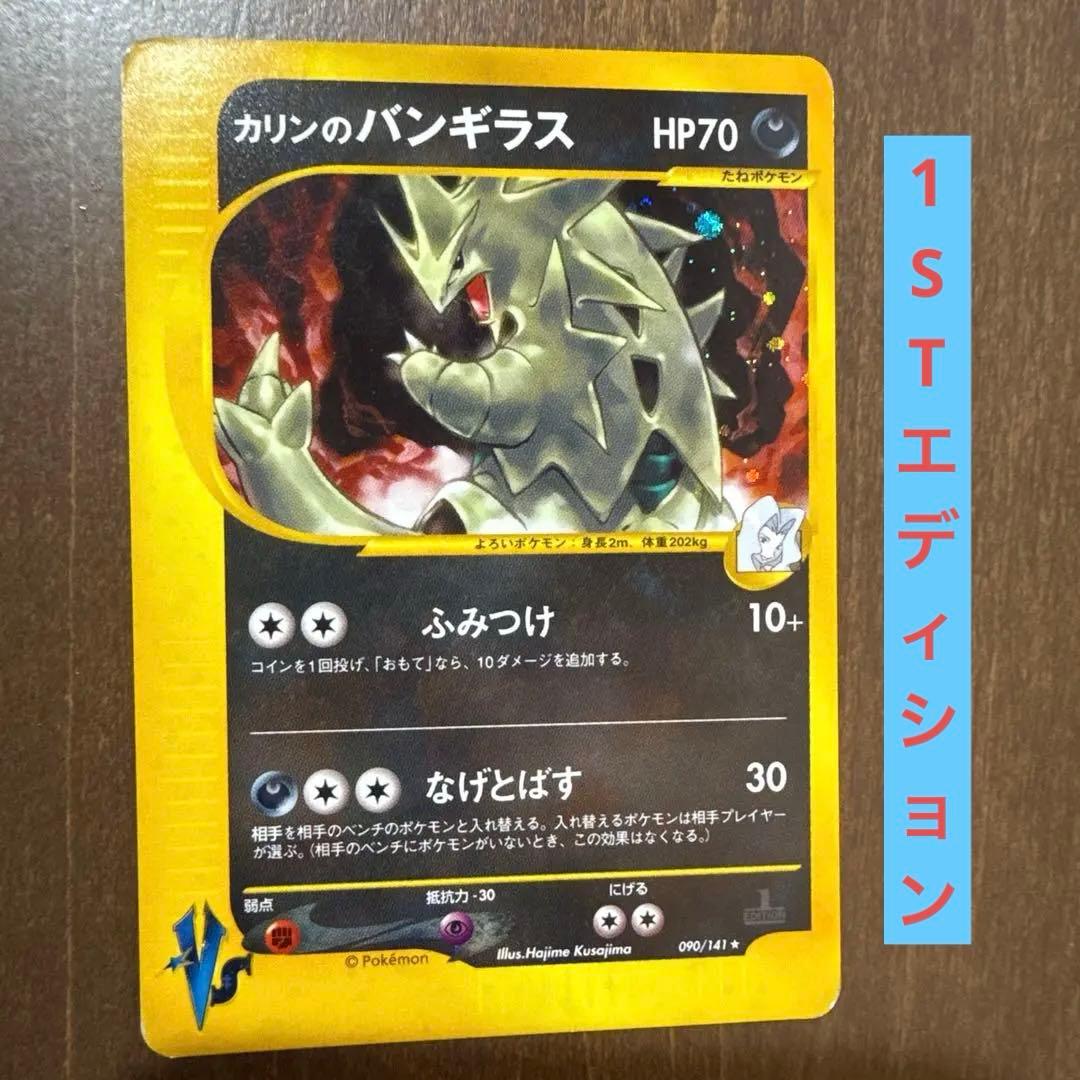 カリンのバンギラス HP70
たねポケモン
よろいポケモン：身長2m、体重202kg
ふみつけ 10+
コインを1回投げ、「おもて」なら、10ダメージを追加する。
なげとばす 30
相手を相手のベンチのポケモンと入れ替える。入れ替えるポケモンは相手プレイヤー
が選ぶ。(相手のベンチにポケモンがいないとき、この効果はなくなる。)
弱点 抵抗力 -30 にげる
1
EDITION
VS
© Pokémon Illus.Hajime Kusajima 090/141★
1STエディション